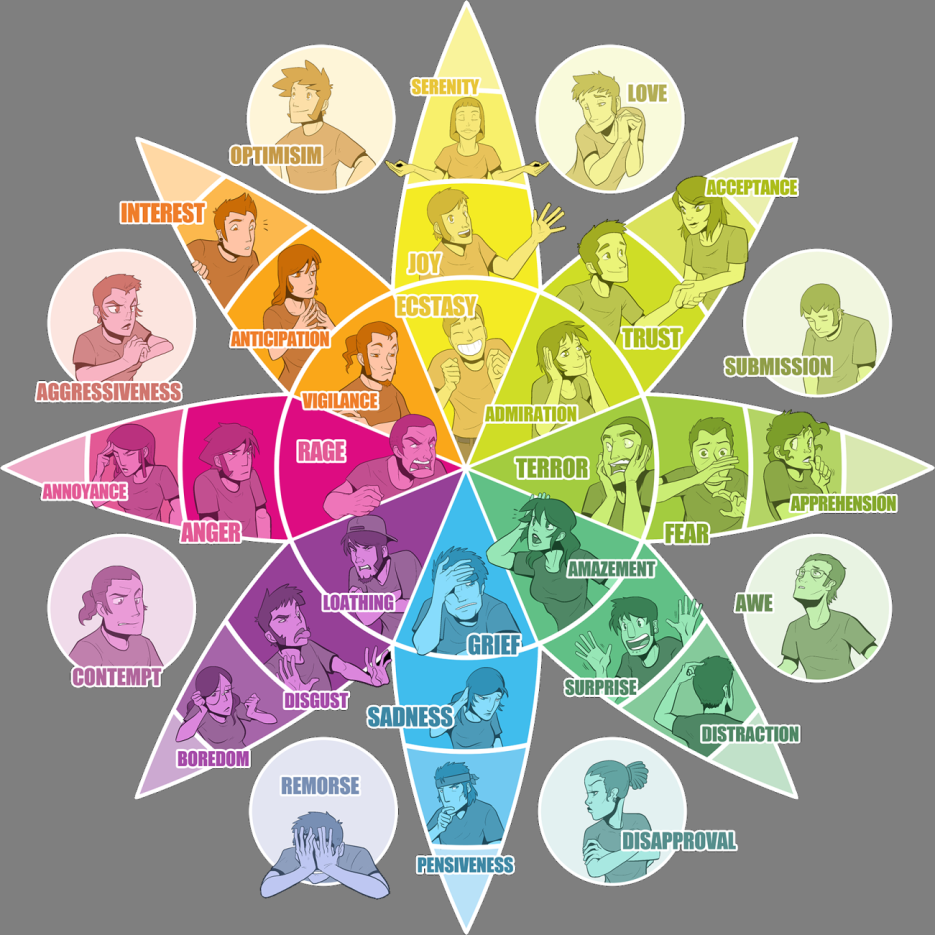 SERENITY
LOVE
OPTIMISIM
ACCEPTANCE
INTEREST
JOY
ECSTASY
ANTICIPATION
TRUST
SUBMISSION
AGGRESSIVENESS
VIGILANCE
ADMIRATION
RAGE
TERROR
ANNOYANCE
APPREHENSION
ANGER
FEAR
AMAZEMENT
LOATHING
AWE
GRIEF
CONTEMPT
SURPRISE
DISGUST
SADNESS
DISTRACTION
BOREDOM
REMORSE
DISAPPROVAL
PENSIVENESS